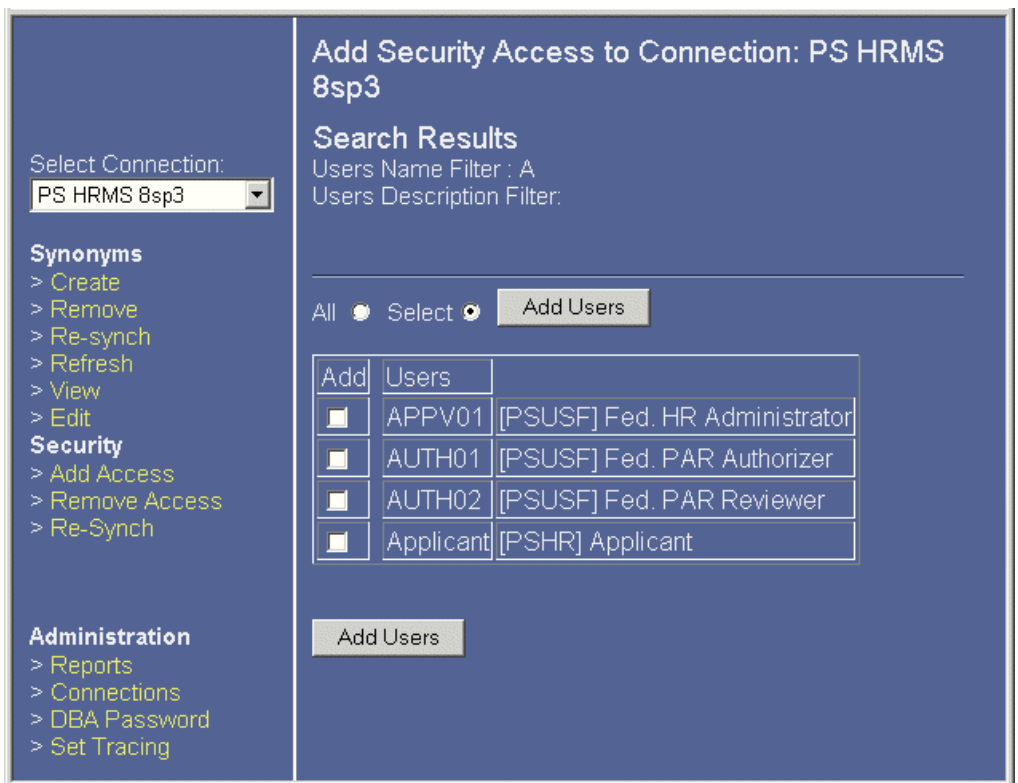 Select Connection:
PS HRMS 8sp3
Synonyms
> Create
> Remove
> Re-synch
> Refresh
> View
> Edit
Security
> Add Access
> Remove Access
> Re-Synch
Administration
> Reports
> Connections
> DBA Password
> Set Tracing
Add Security Access to Connection: PS HRMS
8sp3
Search Results
Users Name Filter : A
Users Description Filter:
All Select Add Users
Add Users
APPV01 [PSUSF] Fed. HR Administrator
AUTH01 [PSUSF] Fed. PAR Authorizer
AUTH02 [PSUSF] Fed. PAR Reviewer
Applicant [PSHR] Applicant
Add Users